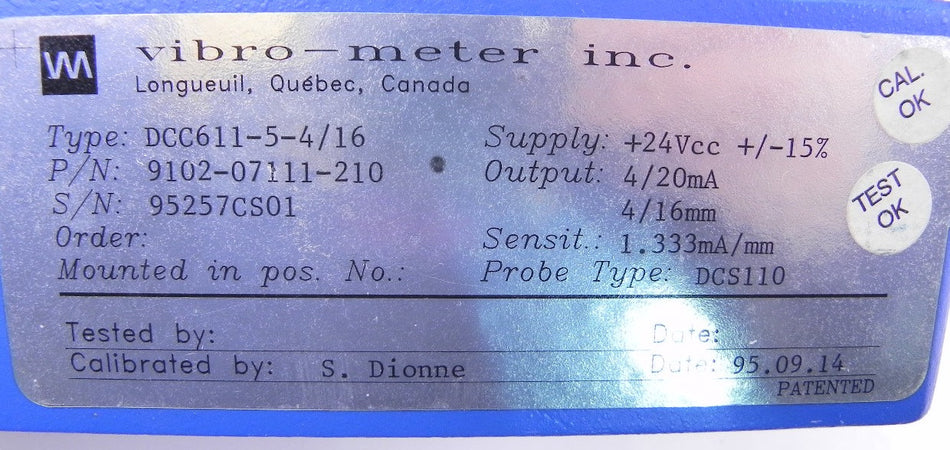 VM vibro-meter inc.
Longueuil, Québec, Canada
CAL. OK
Type: DCC611-5-4/16
P/N: 9102-07111-210
S/N: 95257CS01
Order:
Mounted in pos. No.:
Supply: +24Vcc +/-15%
Output: 4/20mA
4/16mm
Sensit.: 1.333mA/mm
Probe Type: DCS110
TEST OK
Tested by: Date:
Calibrated by: S. Dionne Date: 95.09.14
PATENTED